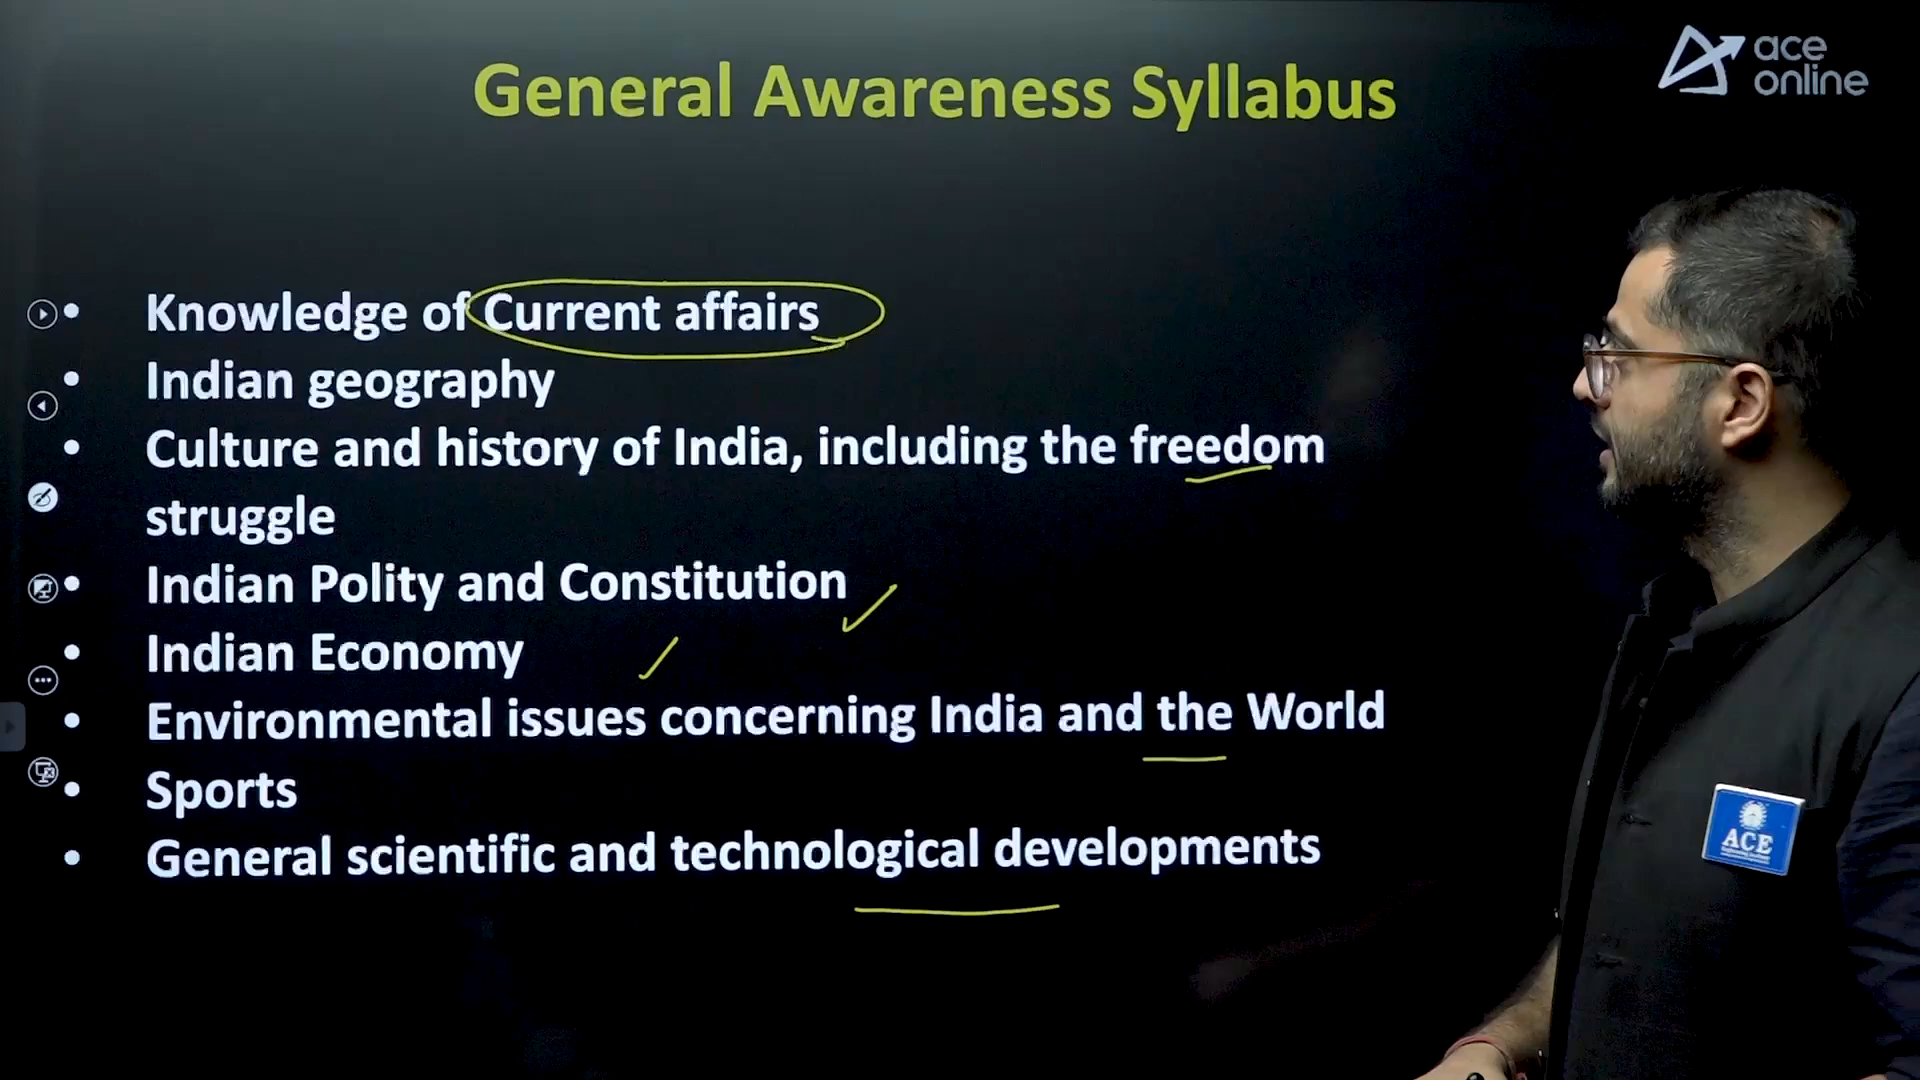 General Awareness Syllabus
ace
online
• Knowledge of Current affairs
• Indian geography
• Culture and history of India, including the freedom
struggle
• Indian Polity and Constitution
• Indian Economy
• Environmental issues concerning India and the World
• Sports
• General scientific and technological developments
ACE